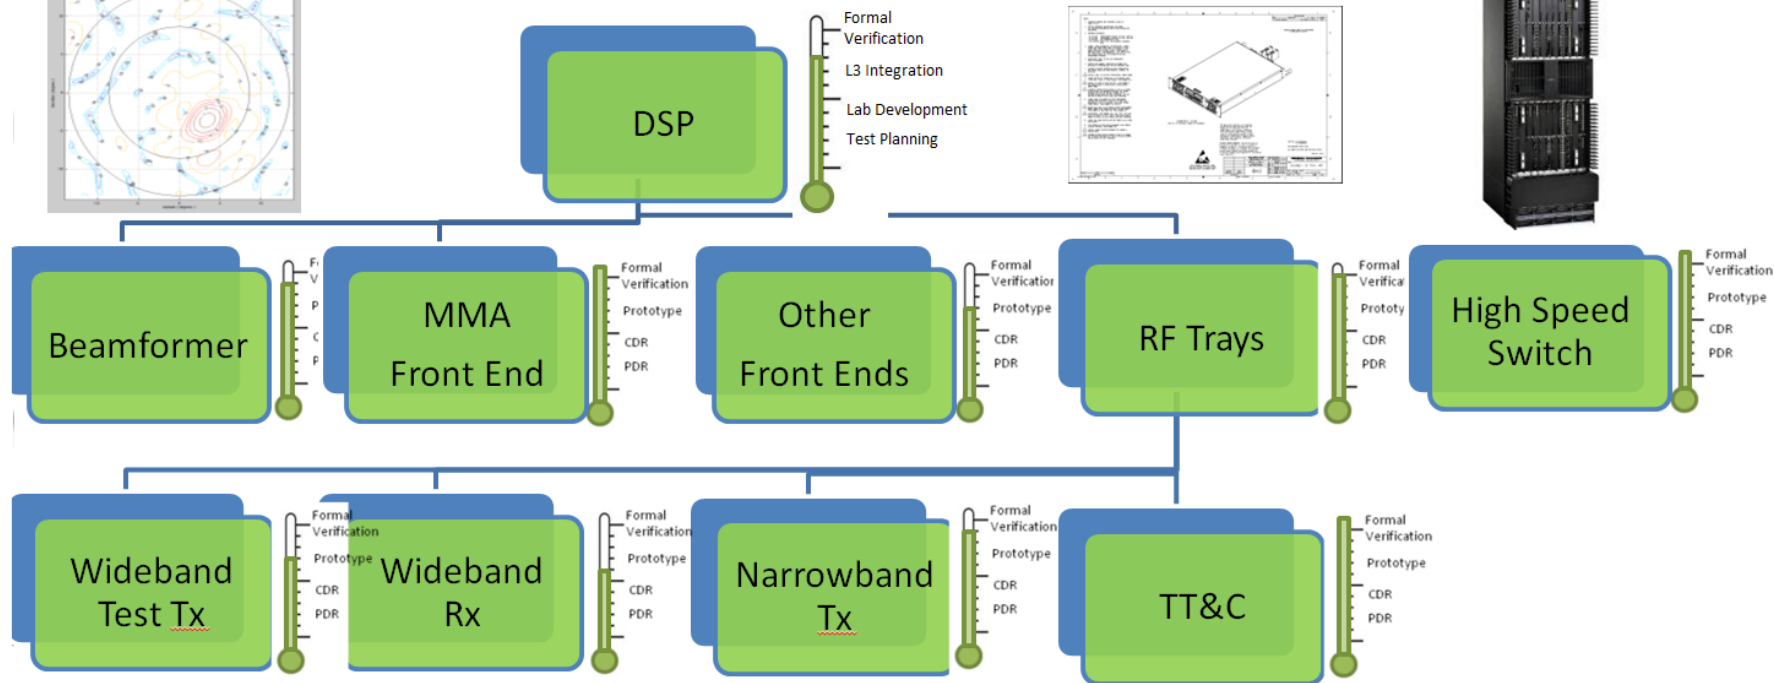 DSP
Formal
Verification
L3 Integration
Lab Development
Test Planning
Beamformer
MMA
Front End
Formal
Verification
Prototype
CDR
PDR
Other
Front Ends
Formal
Verification
Prototype
CDR
PDR
RF Trays
Formal
CDR
PDR
High Speed
Switch
Formal
Verification
Prototype
CDR
PDR
Wideband
Test Tx
Formal
Verification
Prototype
CDR
PDR
Wideband
Rx
Formal
Verification
Prototype
CDR
PDR
Narrowband
Tx
Formal
Verification
Prototype
CDR
PDR
TT&C
Formal
Verification
Prototype
CDR
PDR